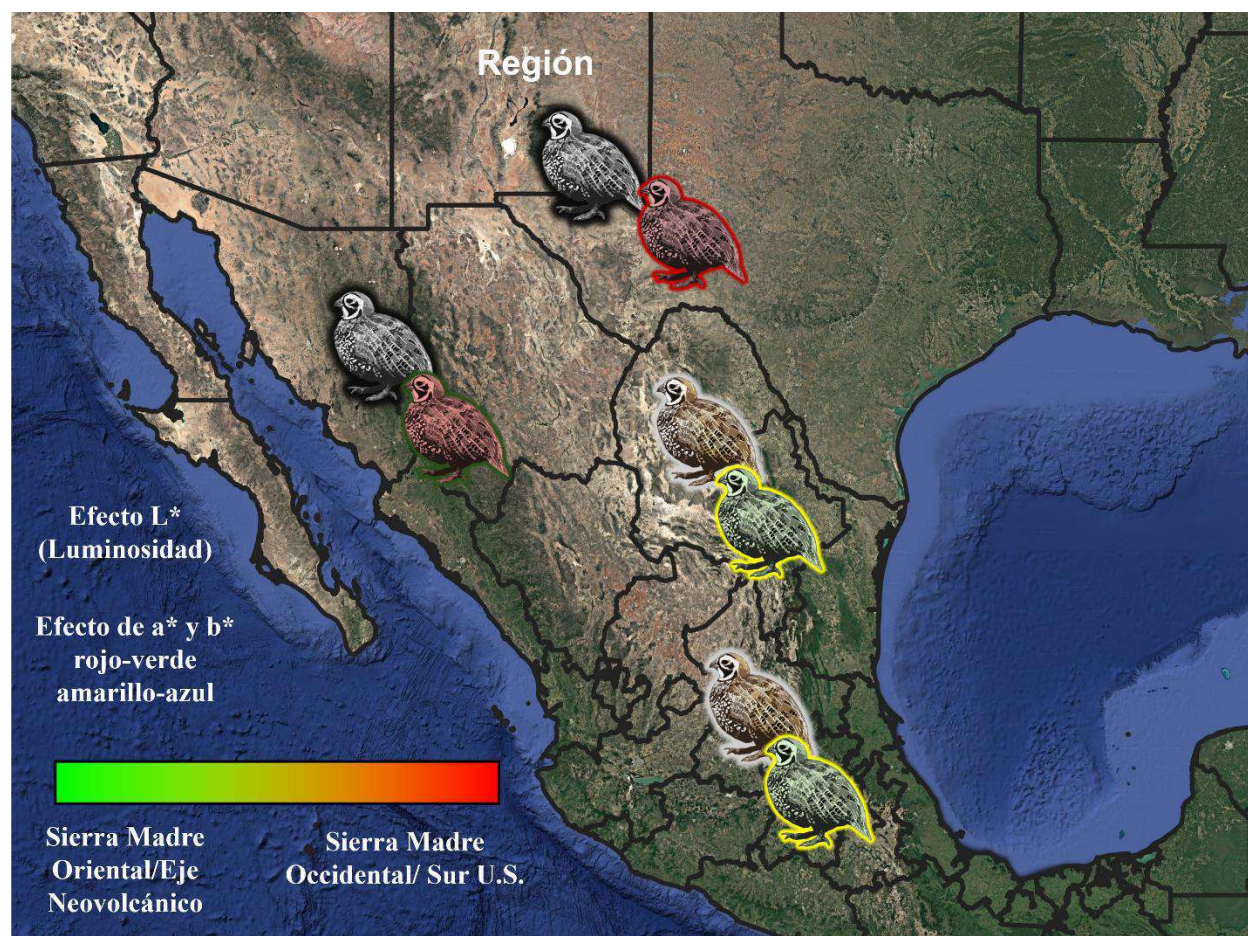 Región
Efecto L*
(Luminosidad)
Efecto de a* y b*
rojo-verde
amarillo-azul
Sierra Madre
Oriental/Eje
Neovolcánico
Sierra Madre
Occidental/ Sur U.S.